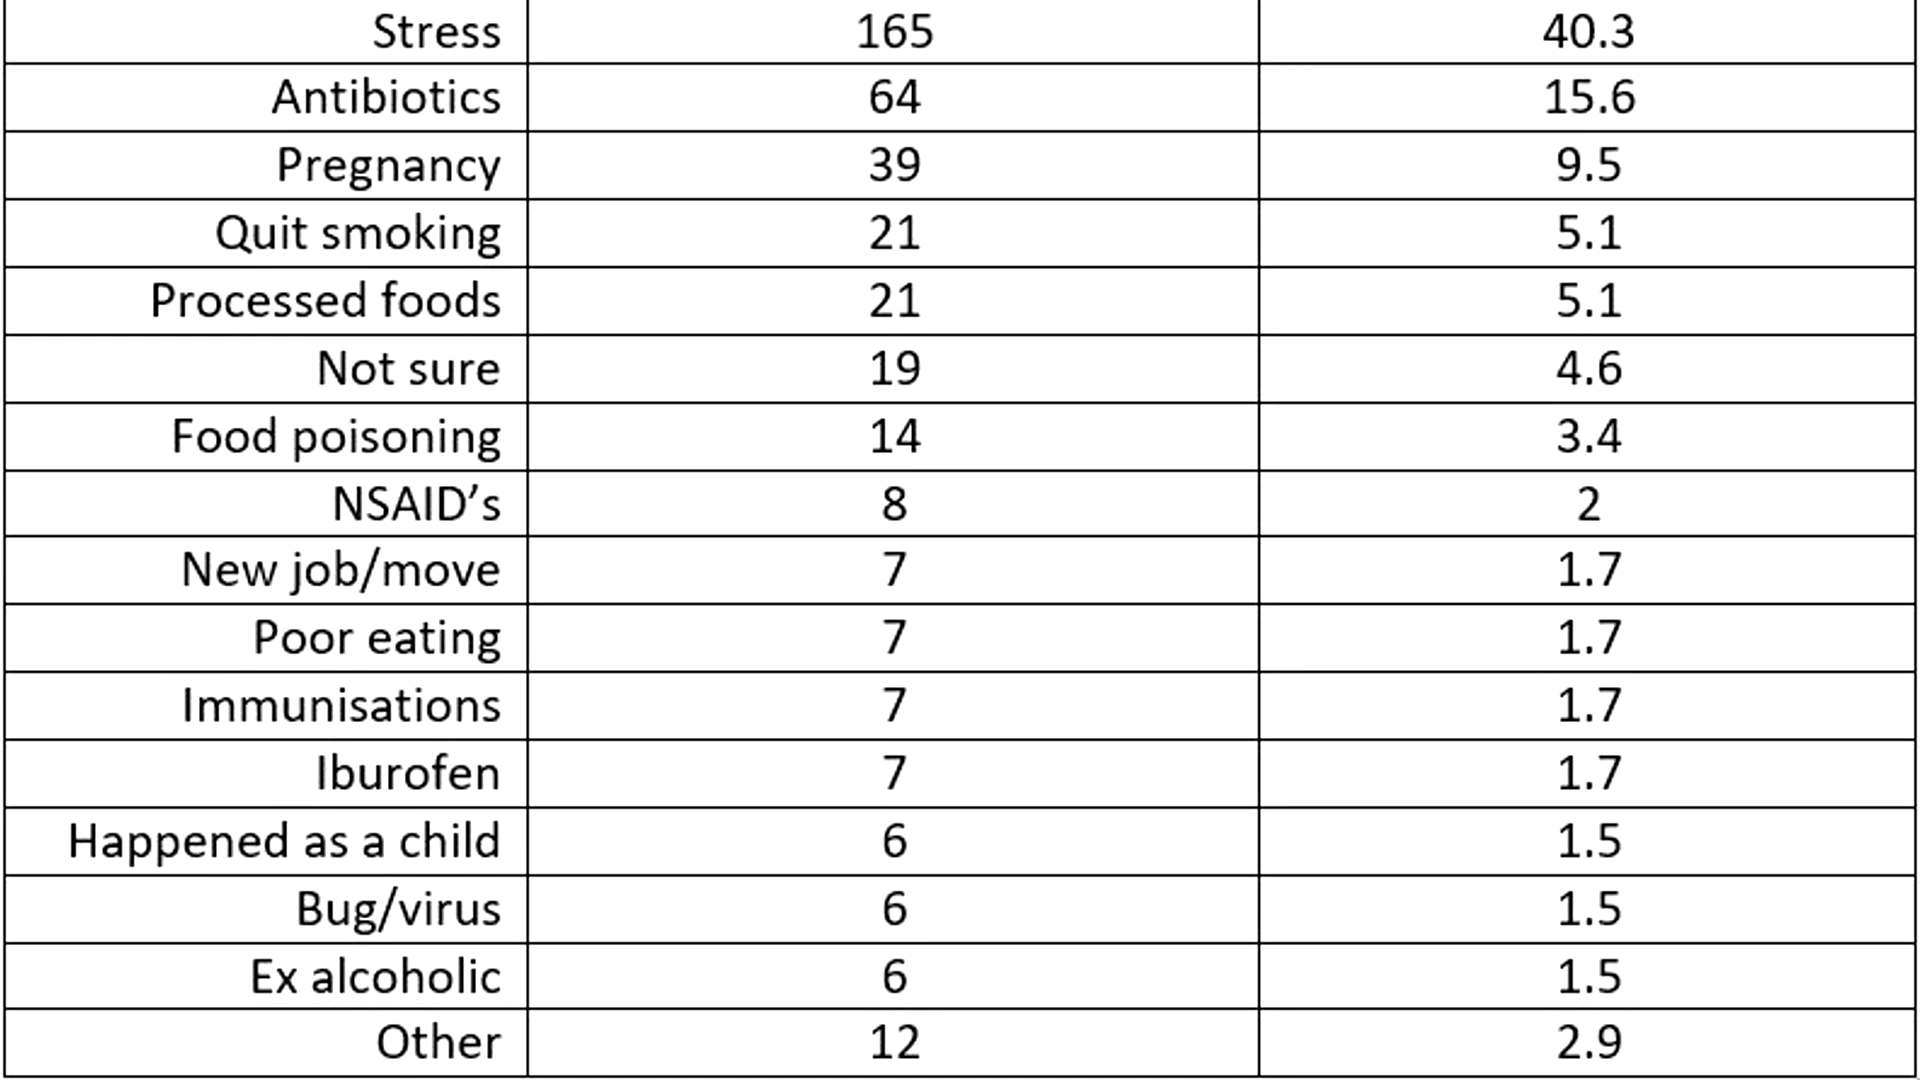 Stress 165 40.3
Antibiotics 64 15.6
Pregnancy 39 9.5
Quit smoking 21 5.1
Processed foods 21 5.1
Not sure 19 4.6
Food poisoning 14 3.4
NSAID’s 8 2
New job/move 7 1.7
Poor eating 7 1.7
Immunisations 7 1.7
Iburofen 7 1.7
Happened as a child 6 1.5
Bug/virus 6 1.5
Ex alcoholic 6 1.5
Other 12 2.9